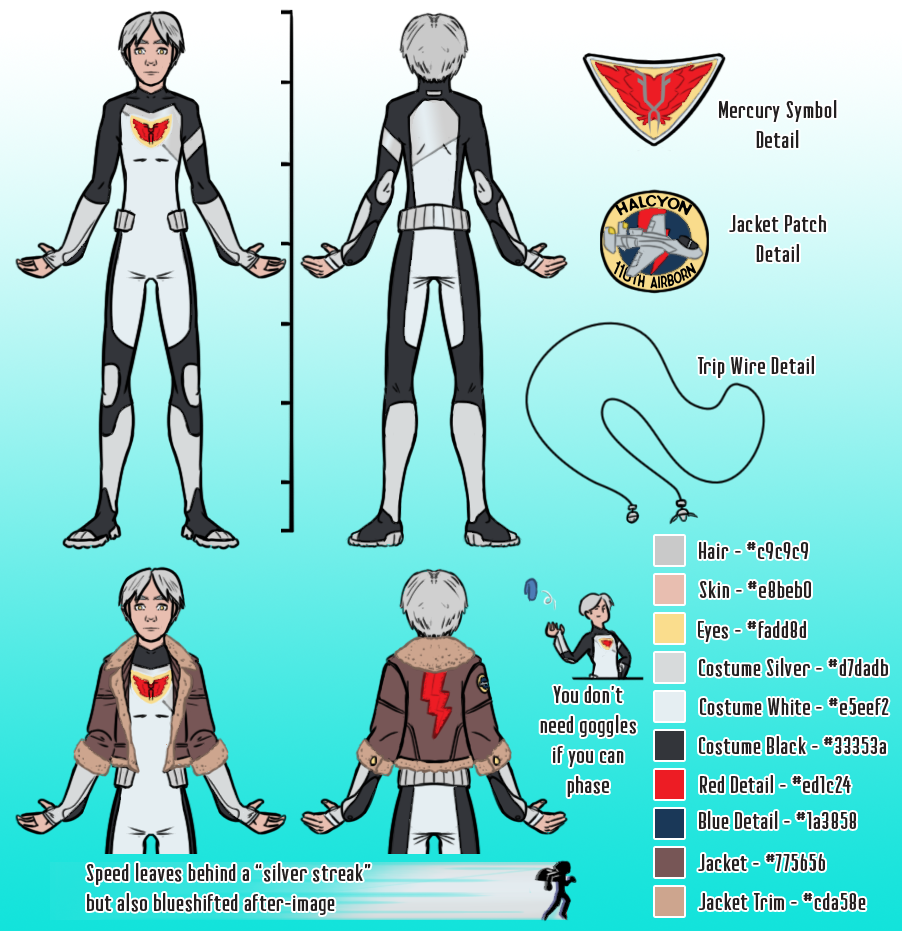 Mercury Symbol
Detail
HALCYON
110TH AIRBORN
Jacket Patch
Detail
Trip Wire Detail
Hair - #c9c9c9
Skin - #e8beb0
Eyes - #fadd8d
Costume Silver - #d7dadb
Costume White - #e5eef2
Costume Black - #33353a
Red Detail - #ed1c24
Blue Detail - #1a3858
Jacket - #775656
Jacket Trim - #cda58e
You don't
need goggles
if you can
phase
Speed leaves behind a “silver streak”
but also blueshifted after-image